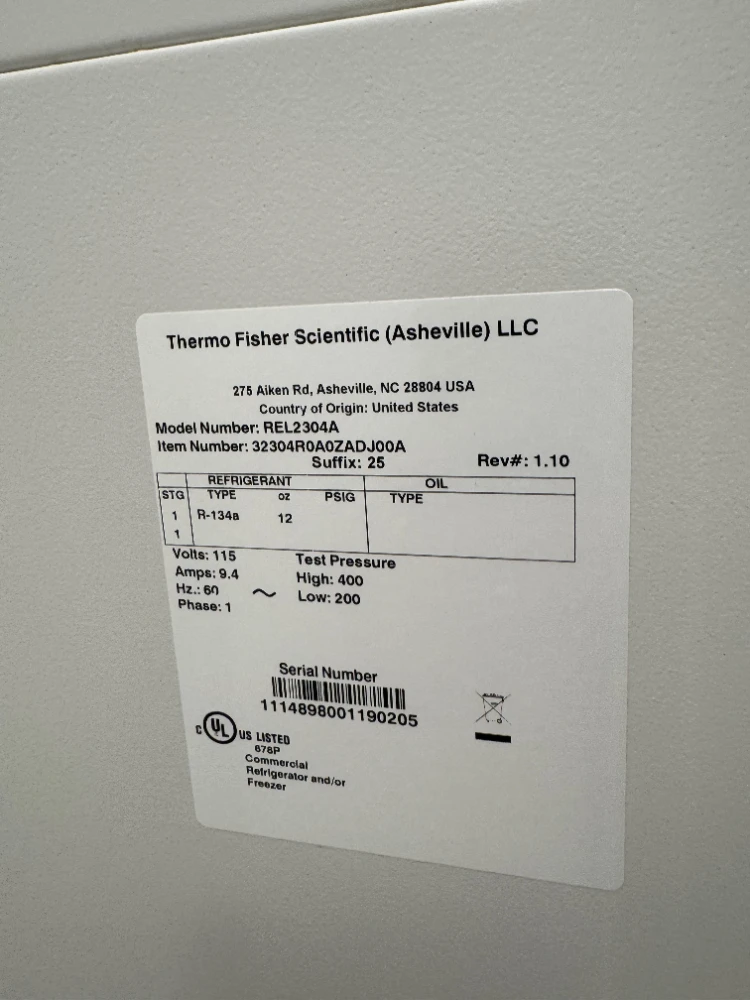 Thermo Fisher Scientific (Asheville) LLC
275 Aiken Rd, Asheville, NC 28804 USA
Country of Origin: United States
Model Number: REL2304A
Item Number: 32304R0A0ZADJ00A
Suffix: 25 Rev#: 1.10
REFRIGERANT OIL
STG TYPE oz PSIG TYPE
1 R-134a 12
1
Volts: 115 Test Pressure
Amps: 9.4 High: 400
Hz.: 60 ~ Low: 200
Phase: 1
Serial Number
1114898001190205
C UL US LISTED
678P
Commercial
Refrigerator and/or
Freezer